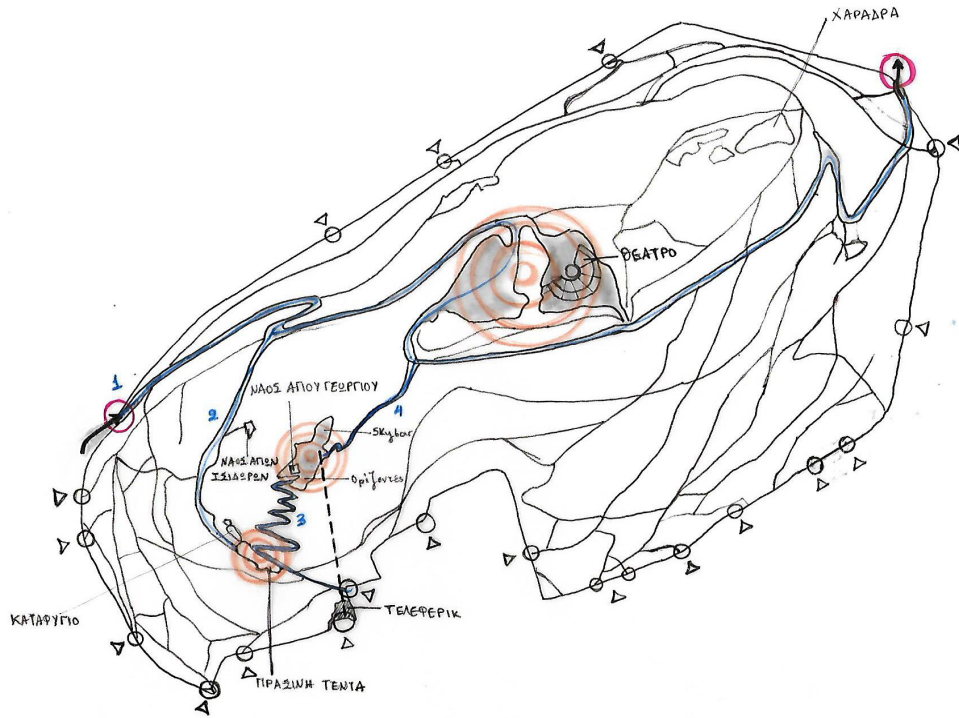 ΧΑΡΑΔΡΑ
ΘΕΑΤΡΟ
1
ΝΑΟΣ ΑΓΙΟΥ ΓΕΩΡΓΙΟΥ
2
4
Skybar
ΝΑΟΣ ΑΓΙΩΝ
ΙΣΙΔΩΡΩΝ
Ορίζοντες
3
ΚΑΤΑΦΥΓΙΟ
ΤΕΛΕΦΕΡΙΚ
ΠΡΑΣΙΝΗ ΤΕΝΤΑ